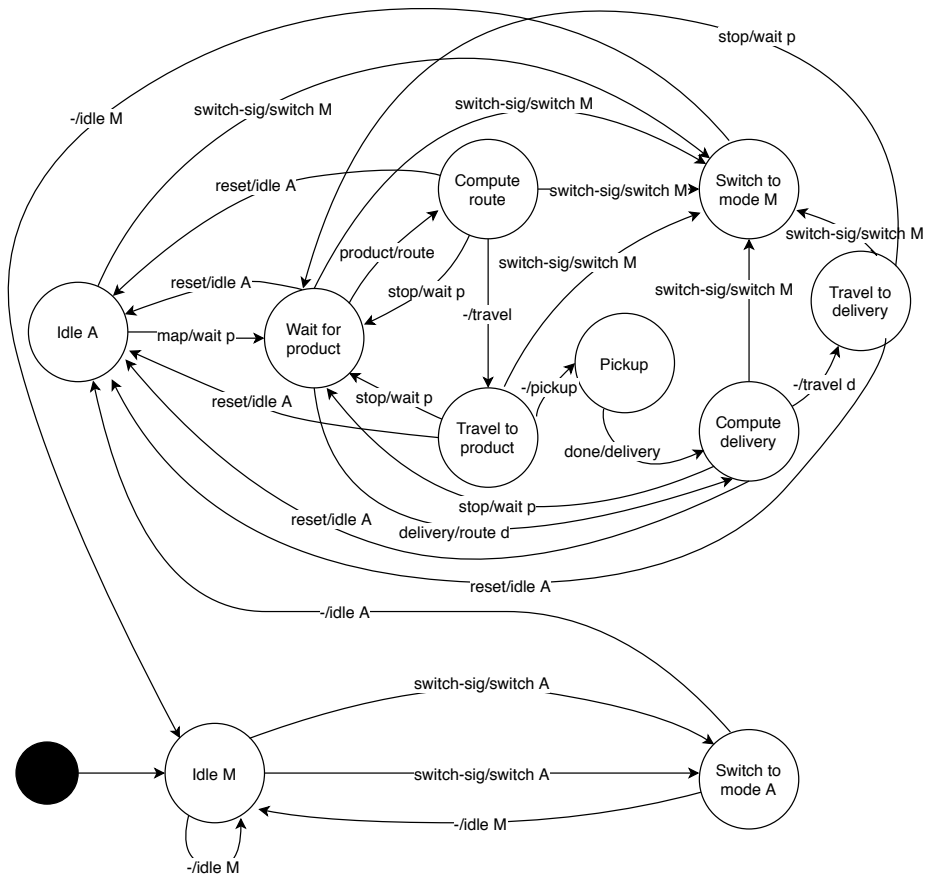 stop/wait p
switch-sig/switch M
switch-sig/switch M
-/idle M
Compute
route
Switch to
mode M
reset/idle A
switch-sig/switch M
switch-sig/switch M
product/route
switch-sig/switch M
reset/idle A
stop/wait p
switch-sig/switch M
Travel to
delivery
-/travel
Idle A
map/wait p
Wait for
product
Pickup
-/pickup
-/travel d
stop/wait p
reset/idle A
Travel to
product
Compute
delivery
done/delivery
stop/wait p
reset/idle A
delivery/route d
reset/idle A
-/idle A
switch-sig/switch A
Idle M
switch-sig/switch A
Switch to
mode A
-/idle M
-/idle M